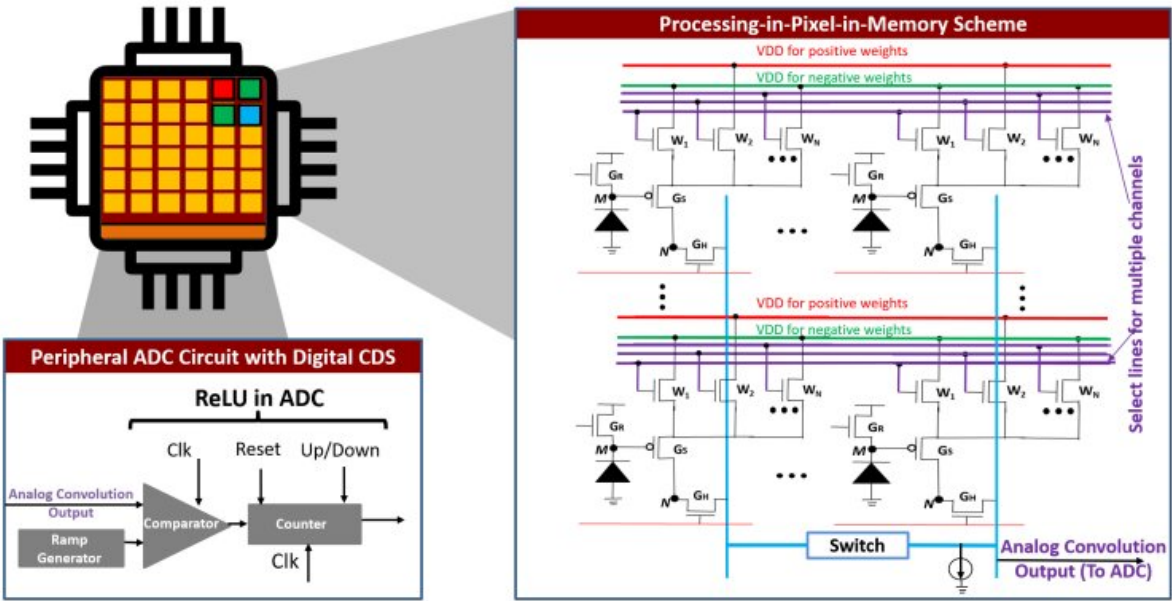 Processing-in-Pixel-in-Memory Scheme
VDD for positive weights
VDD for negative weights
W1 W2 WN W1 W2 WN
GR GR
M GS M GS
N GH N GH
VDD for positive weights
VDD for negative weights
W1 W2 WN W1 W2 WN
GR GR
M GS M GS
N GH N GH
Switch
Analog Convolution
Output (To ADC)
Select lines for multiple channels
Peripheral ADC Circuit with Digital CDS
ReLU in ADC
Clk Reset Up/Down
Analog Convolution
Output
Comparator Counter
Ramp
Generator
Clk